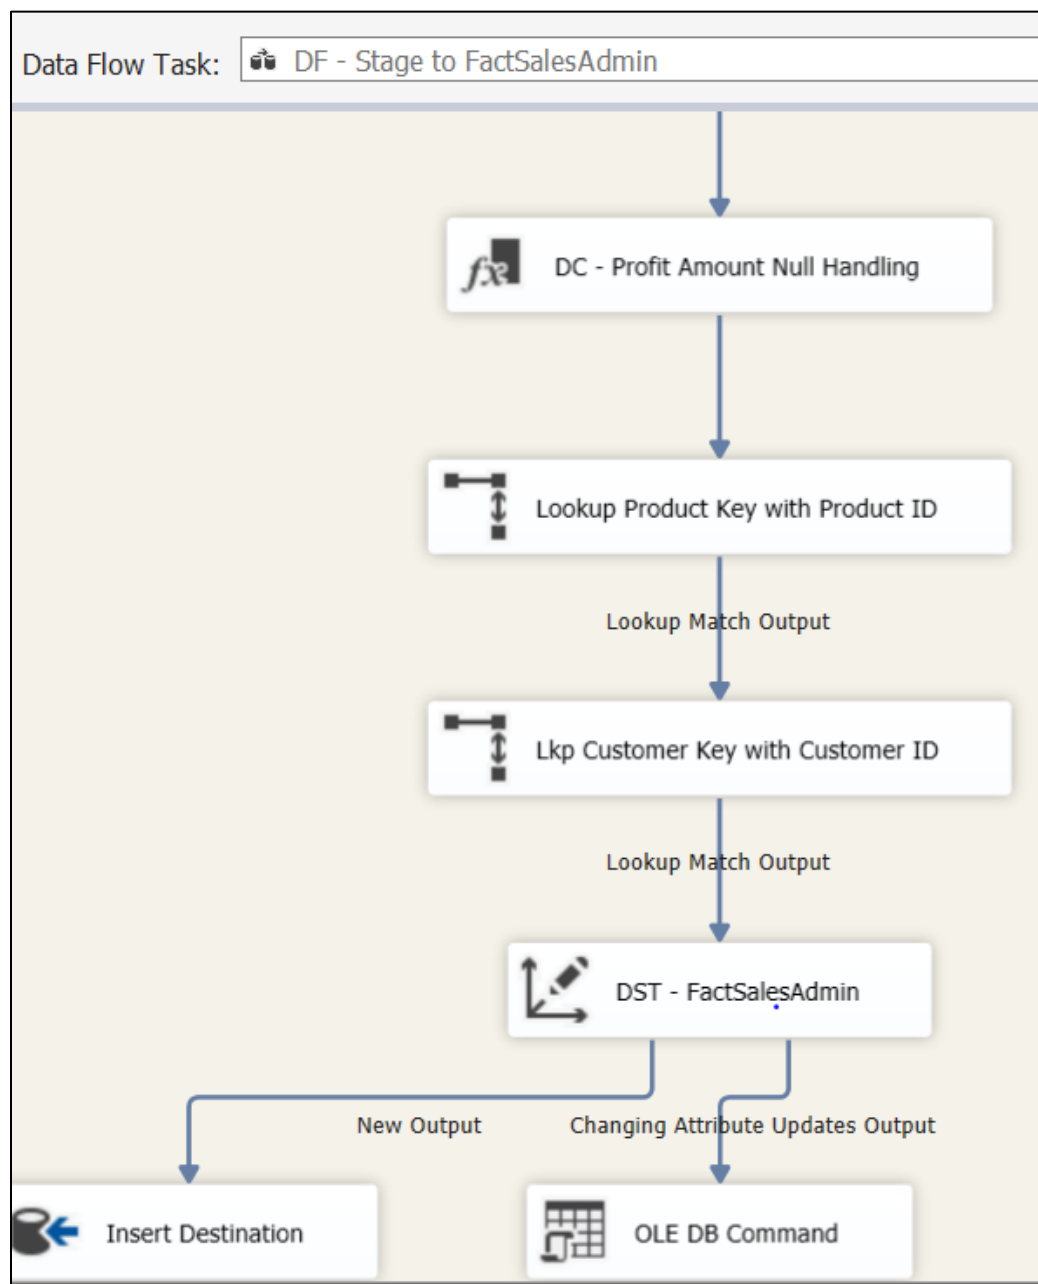 Data Flow Task: DF - Stage to FactSalesAdmin
DC - Profit Amount Null Handling
Lookup Product Key with Product ID
Lookup Match Output
Lkp Customer Key with Customer ID
Lookup Match Output
DST - FactSalesAdmin
New Output
Changing Attribute Updates Output
Insert Destination
OLE DB Command